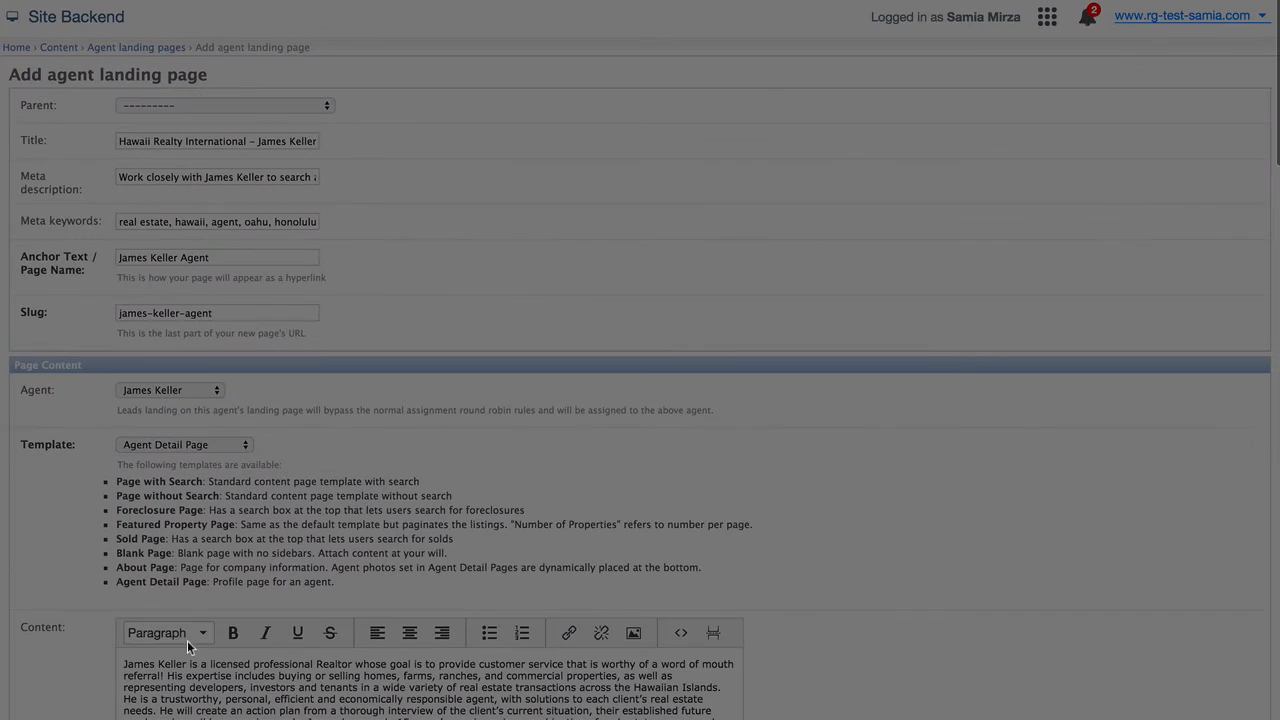 Site Backend
Logged in as Samia Mirza
2
www.rg-test-samia.com
Home › Content › Agent landing pages › Add agent landing page
Add agent landing page
Parent:
---------
Title:
Hawaii Realty International - James Keller
Meta description:
Work closely with James Keller to search
Meta keywords:
real estate, hawaii, agent, oahu, honolulu
Anchor Text / Page Name:
James Keller Agent
This is how your page will appear as a hyperlink
Slug:
james-keller-agent
This is the last part of your new page's URL
Page Content
Agent:
James Keller
Leads landing on this agent's landing page will bypass the normal assignment round robin rules and will be assigned to the above agent.
Template:
Agent Detail Page
The following templates are available:
Page with Search: Standard content page template with search
Page without Search: Standard content page template without search
Foreclosure Page: Has a search box at the top that lets users search for foreclosures
Featured Property Page: Same as the default template but paginates the listings. "Number of Properties" refers to number per page.
Sold Page: Has a search box at the top that lets users search for solds
Blank Page: Blank page with no sidebars. Attach content at your will.
About Page: Page for company information. Agent photos set in Agent Detail Pages are dynamically placed at the bottom.
Agent Detail Page: Profile page for an agent.
Content:
Paragraph
B I U S
James Keller is a licensed professional Realtor whose goal is to provide customer service that is worthy of a word of mouth
referral! His expertise includes buying or selling homes, farms, ranches, and commercial properties, as well as
representing developers, investors and tenants in a wide variety of real estate transactions across the Hawaiian Islands.
He is a trustworthy, personal, efficient and economically responsible agent, with solutions to each client's real estate
needs. He will create an action plan from a thorough interview of the client's current situation, their established future